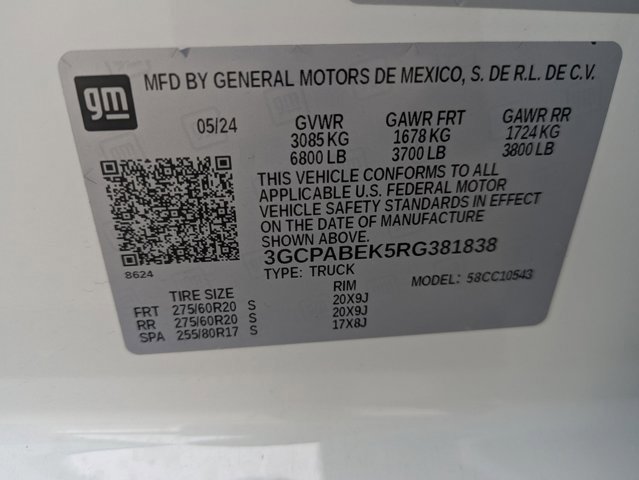 gm
MFD BY GENERAL MOTORS DE MEXICO, S. DE R.L. DE C.V.
05/24 GVWR GAWR FRT GAWR RR
3085 KG 1678 KG 1724 KG
6800 LB 3700 LB 3800 LB
THIS VEHICLE CONFORMS TO ALL
APPLICABLE U.S. FEDERAL MOTOR
VEHICLE SAFETY STANDARDS IN EFFECT
ON THE DATE OF MANUFACTURE
SHOWN ABOVE.
3GCPABEK5RG381838
8624
TYPE: TRUCK MODEL: 58CC10543
TIRE SIZE RIM
FRT 275/60R20 S 20X9J
RR 275/60R20 S 20X9J
SPA 255/80R17 S 17X8J